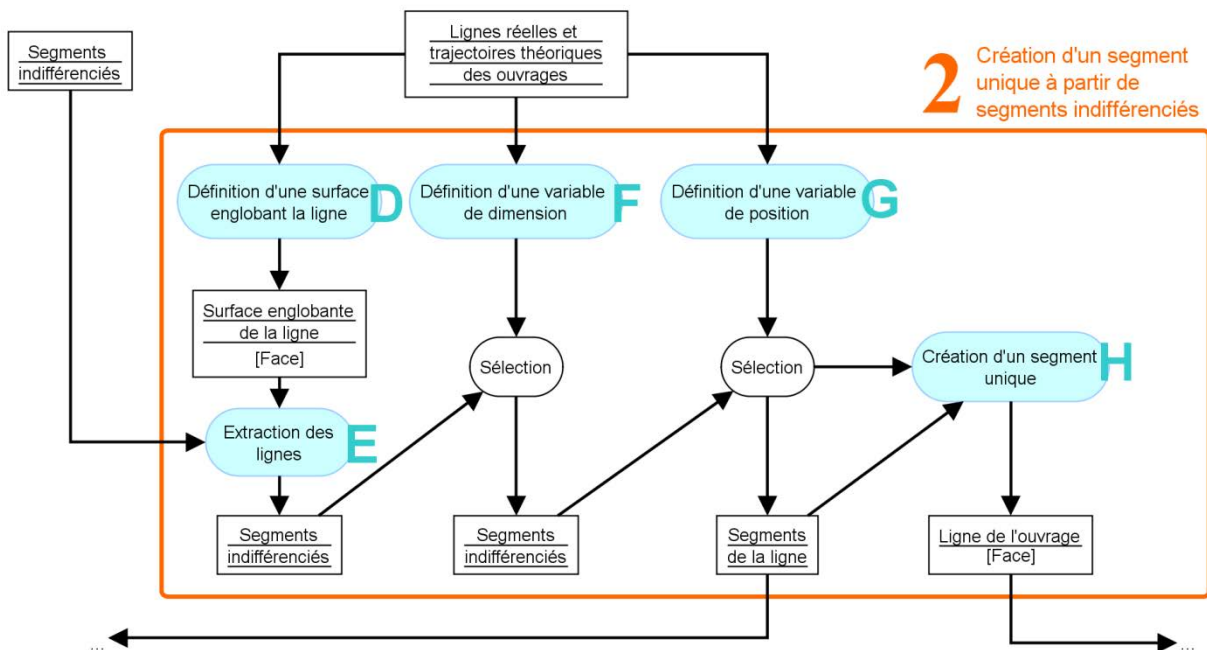 Segments
indifférenciés
Lignes réelles et
trajectoires théoriques
des ouvrages
2
Création d'un segment
unique à partir de
segments indifférenciés
Définition d'une surface
englobant la ligne
D
Définition d'une variable
de dimension
F
Définition d'une variable
de position
G
Surface englobante
de la ligne
[Face]
Sélection
Sélection
Création d'un segment
unique
H
Extraction des
lignes
E
Segments
indifférenciés
Segments
indifférenciés
Segments
de la ligne
Ligne de l'ouvrage
[Face]
...
...